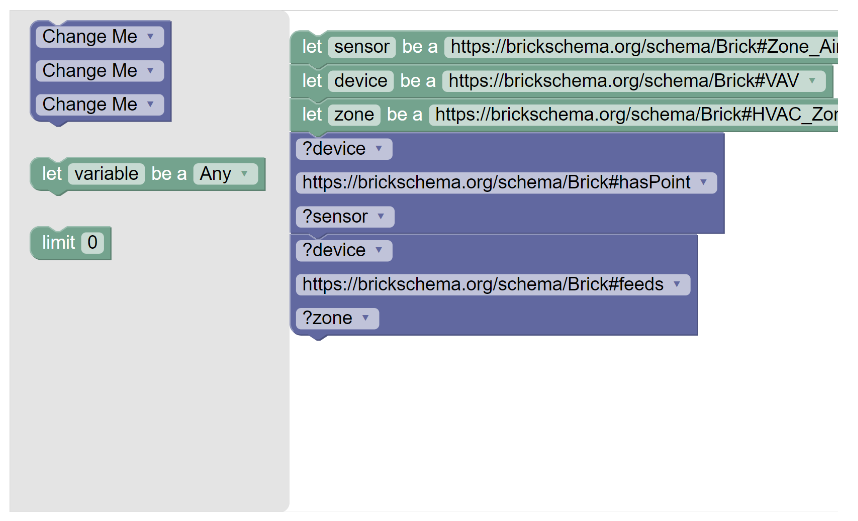 Change Me
Change Me
Change Me
let variable be a Any
limit 0
let sensor be a https://brickschema.org/schema/Brick#Zone_Ai
let device be a https://brickschema.org/schema/Brick#VAV
let zone be a https://brickschema.org/schema/Brick#HVAC_Zo
?device
https://brickschema.org/schema/Brick#hasPoint
?sensor
?device
https://brickschema.org/schema/Brick#feeds
?zone